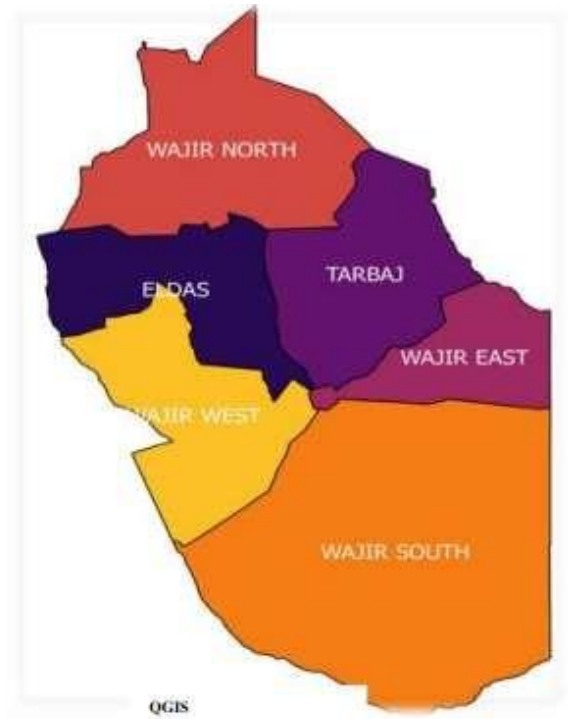 WAJIR NORTH
TARBAJ
ELDAS
WAJIR EAST
WAJIR WEST
WAJIR SOUTH
QGIS